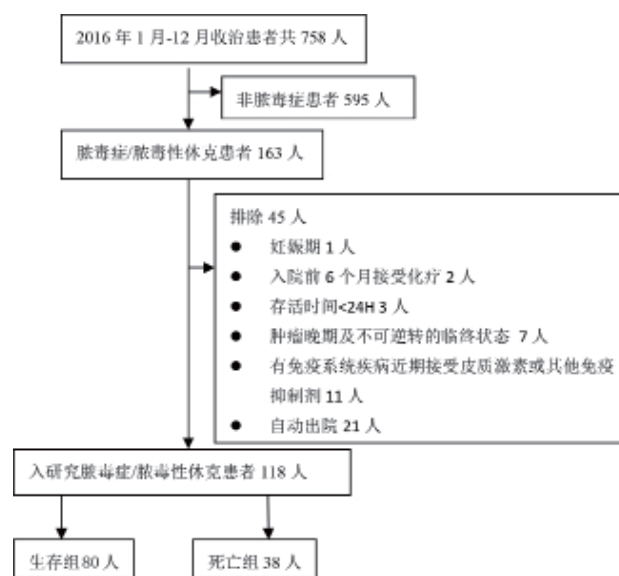 2016 年 1 月-12 月收治患者共 758 人
非脓毒症患者 595 人
脓毒症/脓毒性休克患者 163 人
排除 45 人
● 妊娠期 1 人
● 入院前 6 个月接受化疗 2 人
● 存活时间<24H 3 人
● 肿瘤晚期及不可逆转的临终状态 7 人
● 有免疫系统疾病近期接受皮质激素或其他免疫
抑制剂 11 人
● 自动出院 21 人
入研究脓毒症/脓毒性休克患者 118 人
生存组 80 人
死亡组 38 人